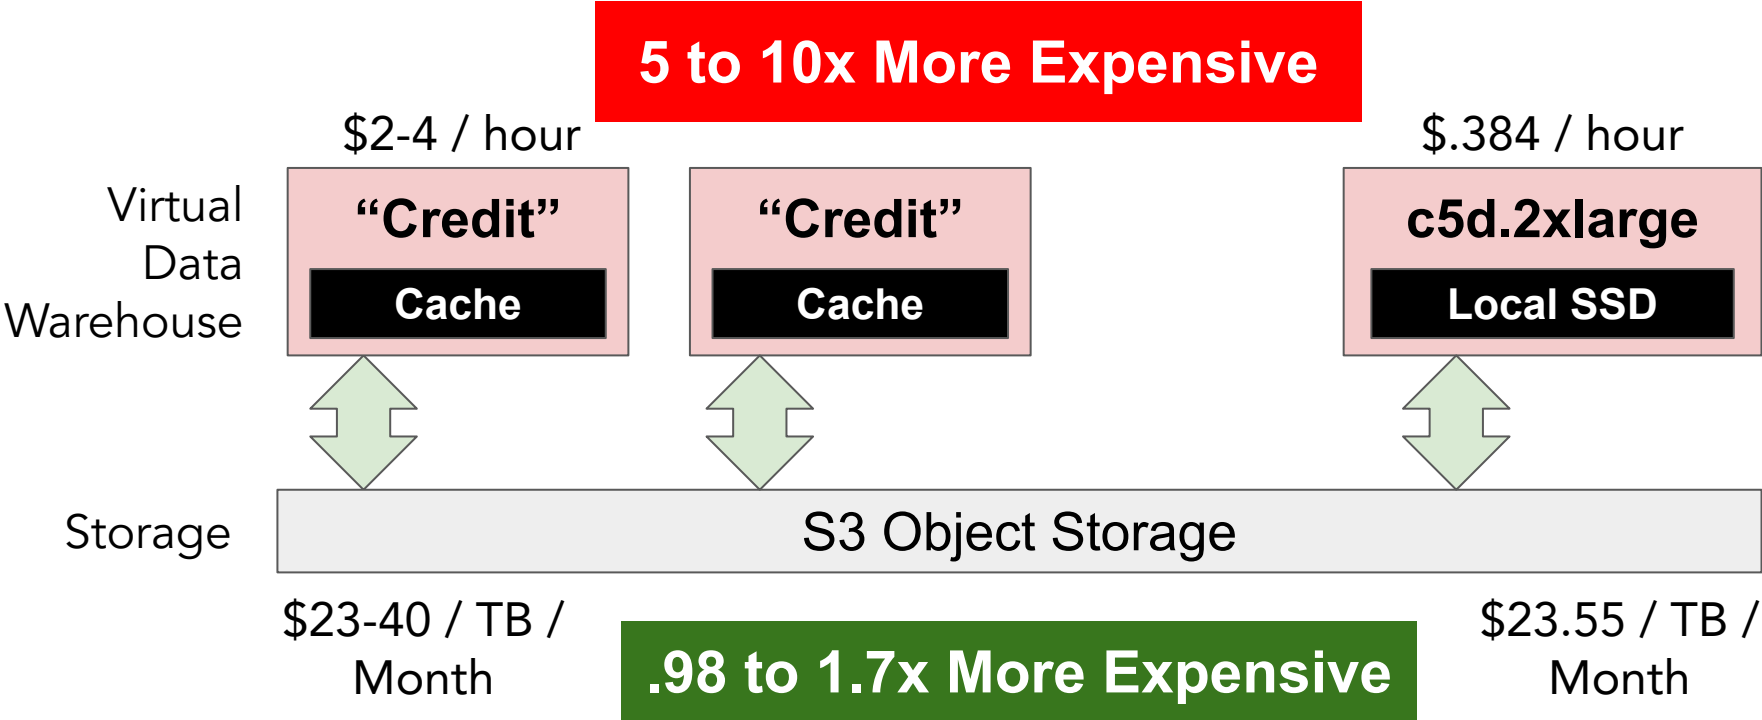 5 to 10x More Expensive
$2-4 / hour
$.384 / hour
Virtual
Data
Warehouse
“Credit”
Cache
“Credit”
Cache
c5d.2xlarge
Local SSD
Storage
S3 Object Storage
$23-40 / TB /
Month
.98 to 1.7x More Expensive
$23.55 / TB /
Month